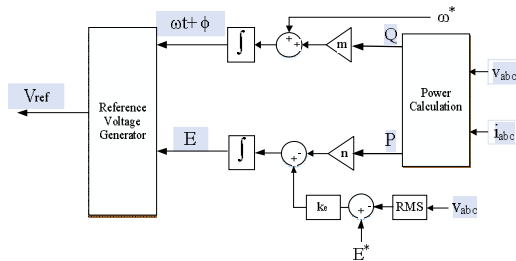 ωt+ϕ
ω*
∫
+
+
m
Q
Vref
Reference
Voltage
Generator
Power
Calculation
vabc
iabc
E
∫
+
-
n
P
ke
+
-
RMS
vabc
E*